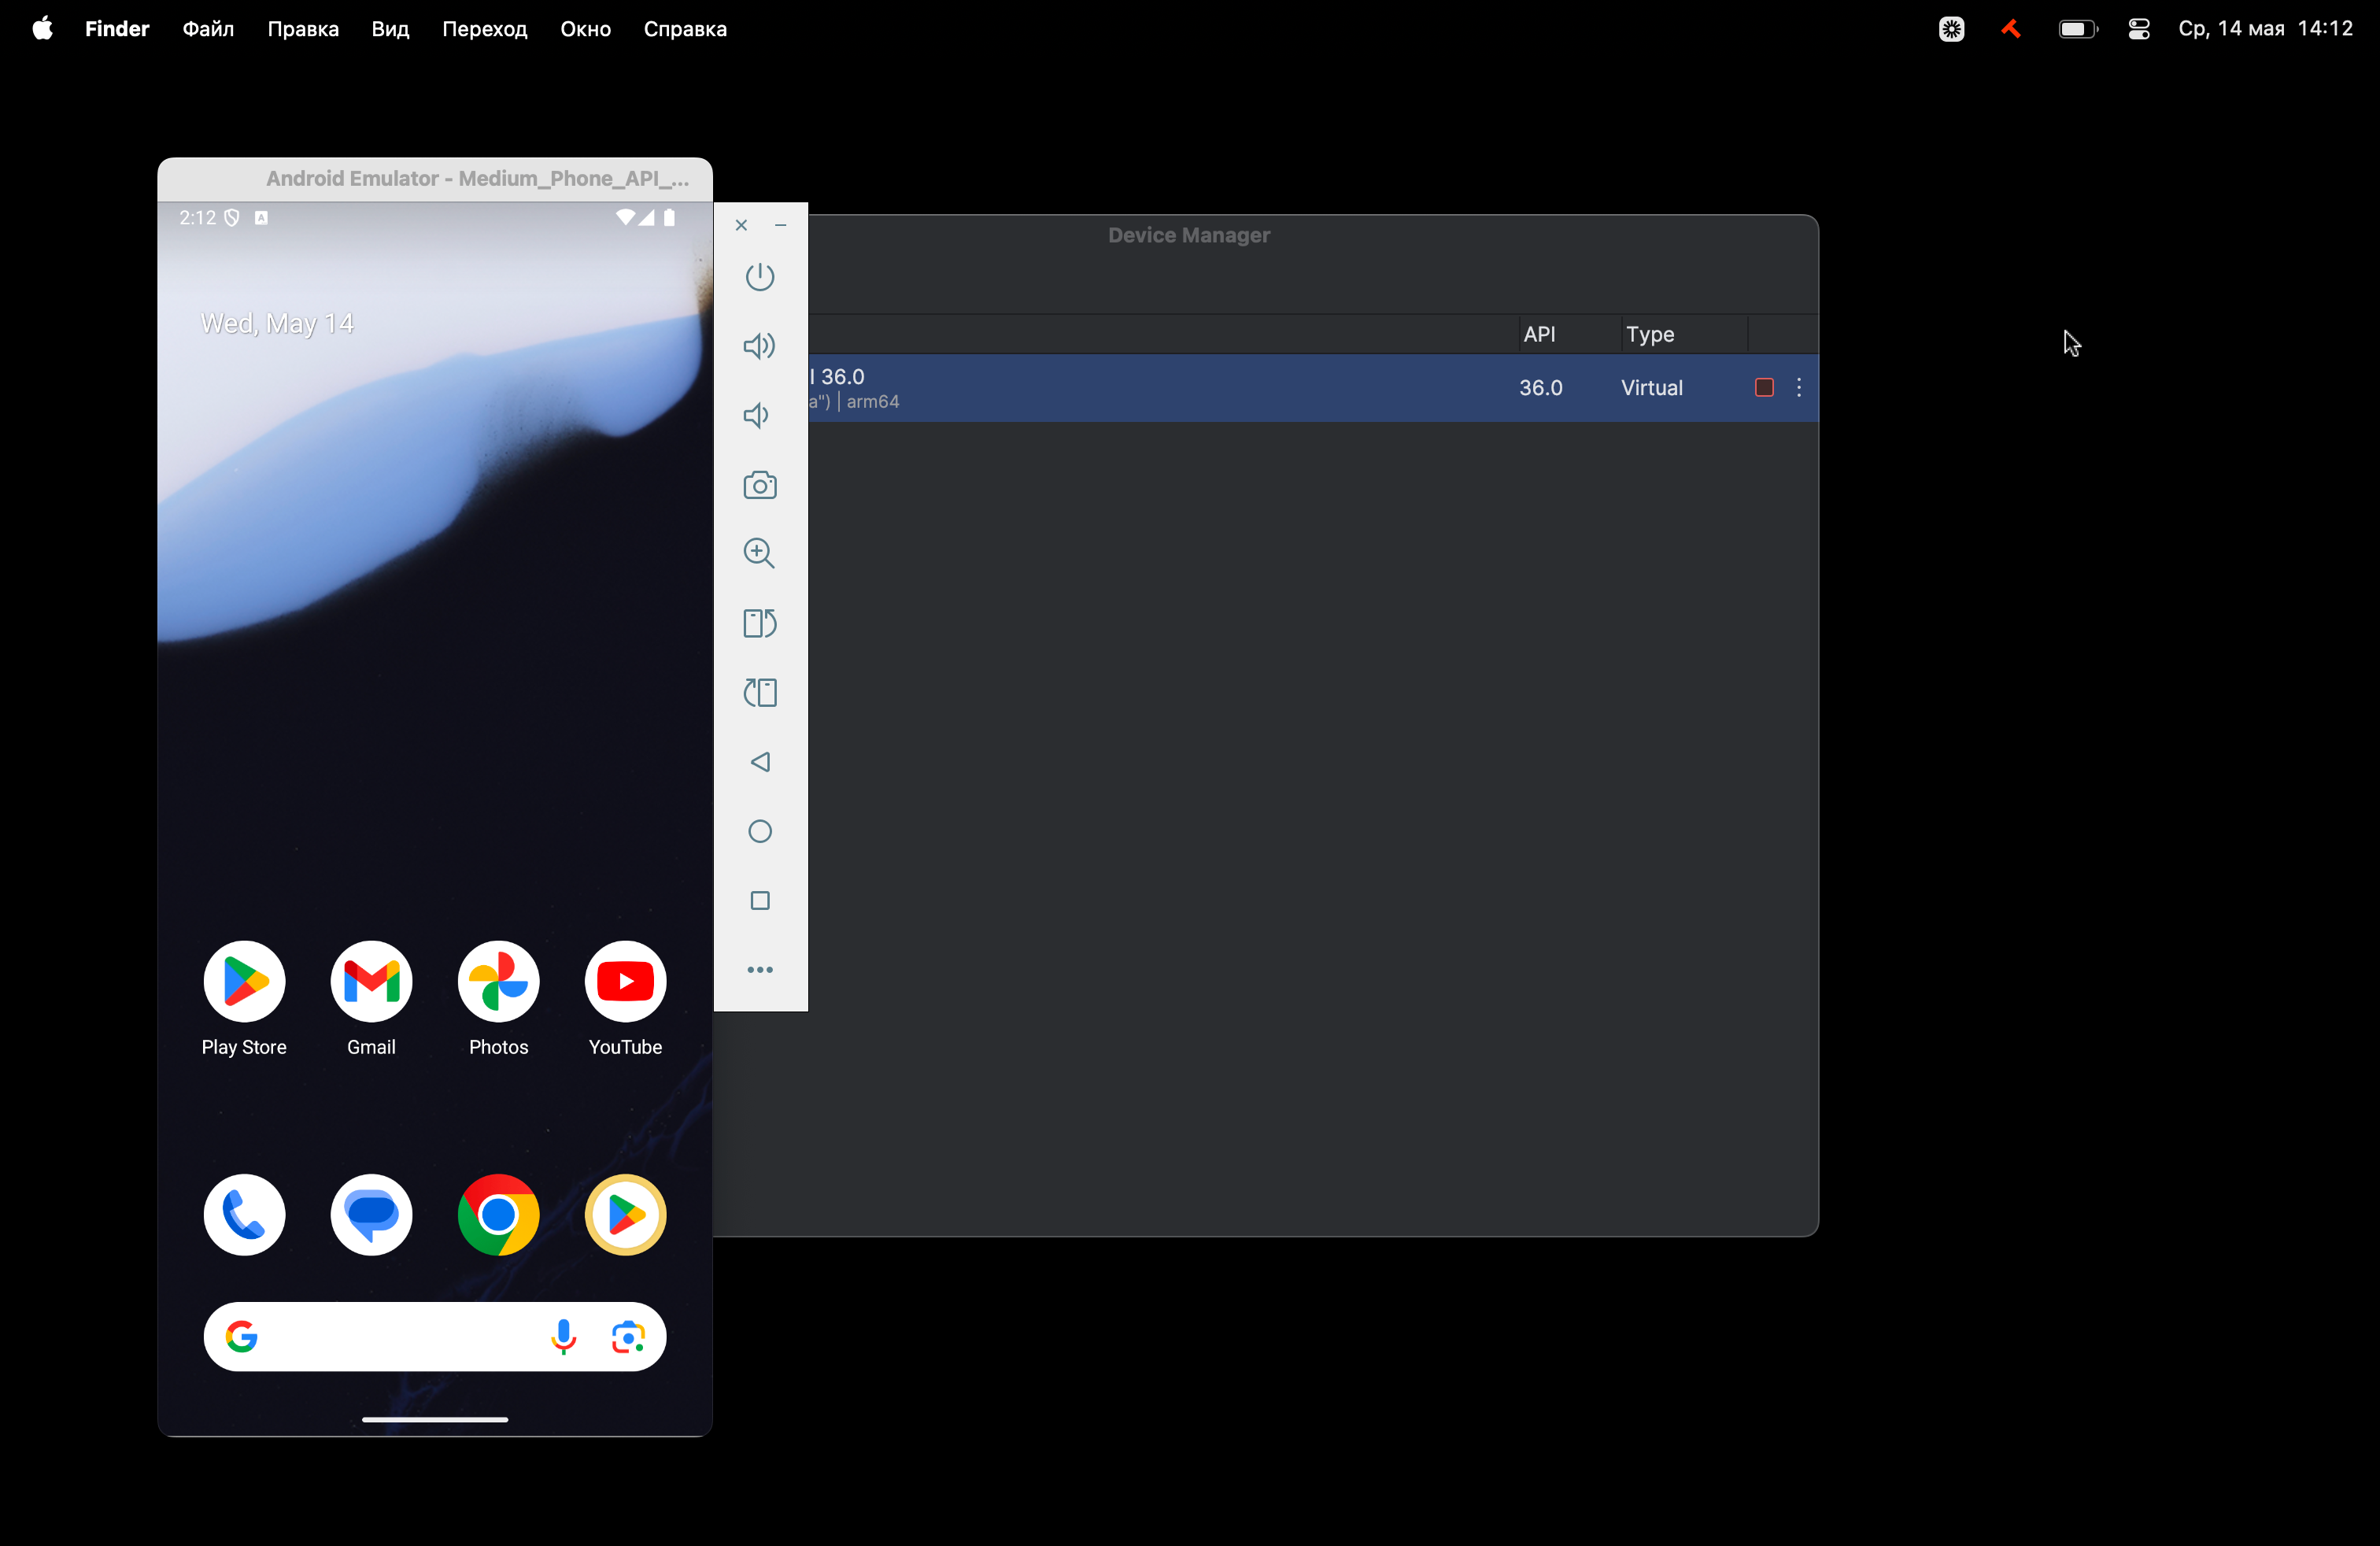 Finder Файл Правка Вид Переход Окно Справка Ср, 14 мая 14:12
Android Emulator - Medium_Phone_API_...
2:12
Wed, May 14
Play Store Gmail Photos YouTube
Device Manager
API Type
I 36.0
a") | arm64
36.0 Virtual